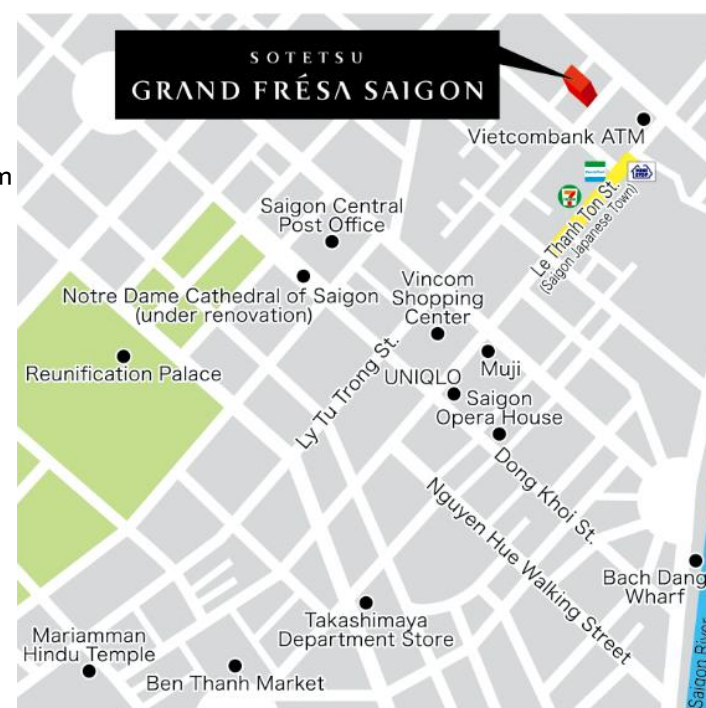 SOTETSU
GRAND FRÉSA SAIGON
m
Vietcombank ATM
7
Le Thanh Ton St.
(Saigon Japanese Town)
Saigon Central
Post Office
Notre Dame Cathedral of Saigon
(under renovation)
Vincom
Shopping
Center
Reunification Palace
Ly Tu Trong St.
UNIQLO
Muji
Saigon
Opera House
Dong Khoi St.
Nguyen Hue Walking Street
Bach Dang
Wharf
Takashimaya
Department Store
Saigon River
Mariamman
Hindu Temple
Ben Thanh Market